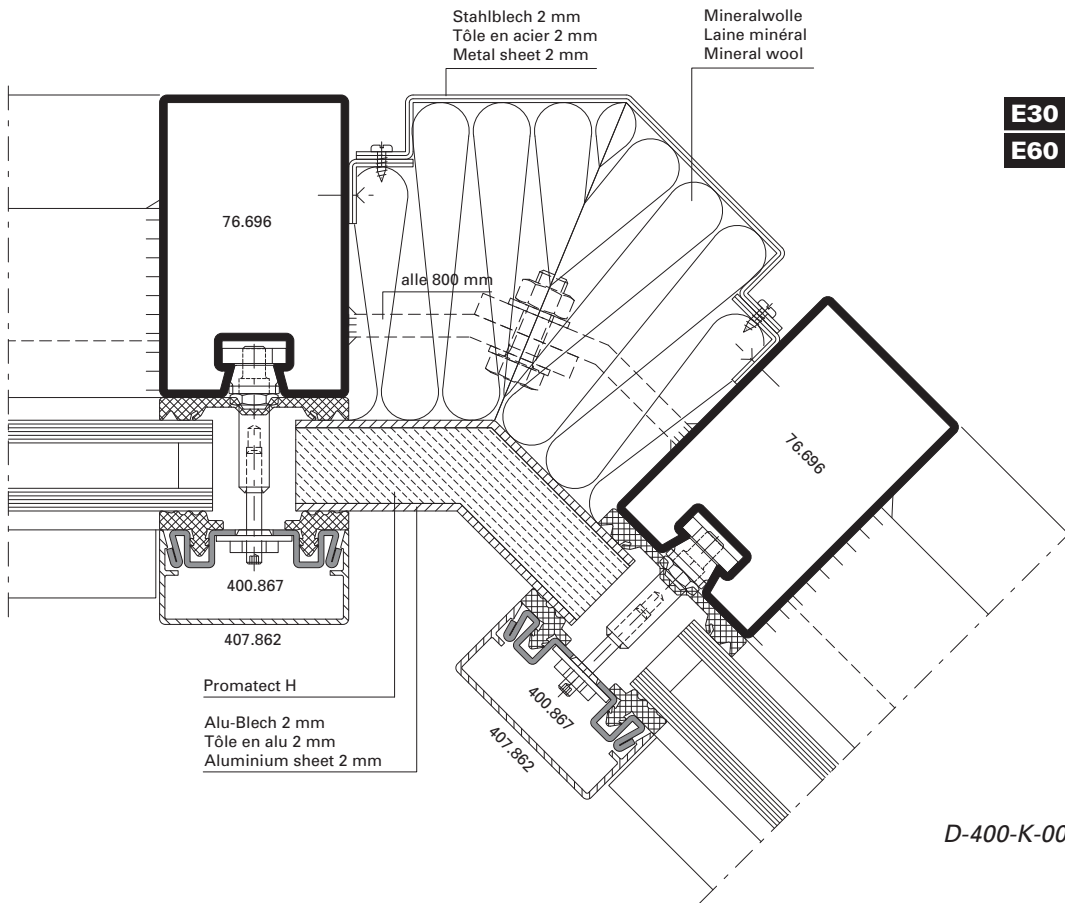 Stahlblech 2 mm
Tôle en acier 2 mm
Metal sheet 2 mm
Mineralwolle
Laine minéral
Mineral wool
E30
E60
76.696
alle 800 mm
76.696
400.867
407.862
400.867
407.862
Promatect H
Alu-Blech 2 mm
Tôle en alu 2 mm
Aluminium sheet 2 mm
D-400-K-00